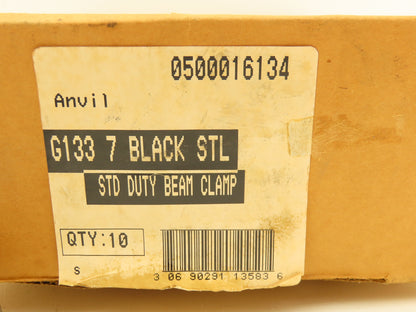 0500016134
Anvil
G133 7 BLACK STL
STD DUTY BEAM CLAMP
QTY:10
S
3 06 90291 13583 6